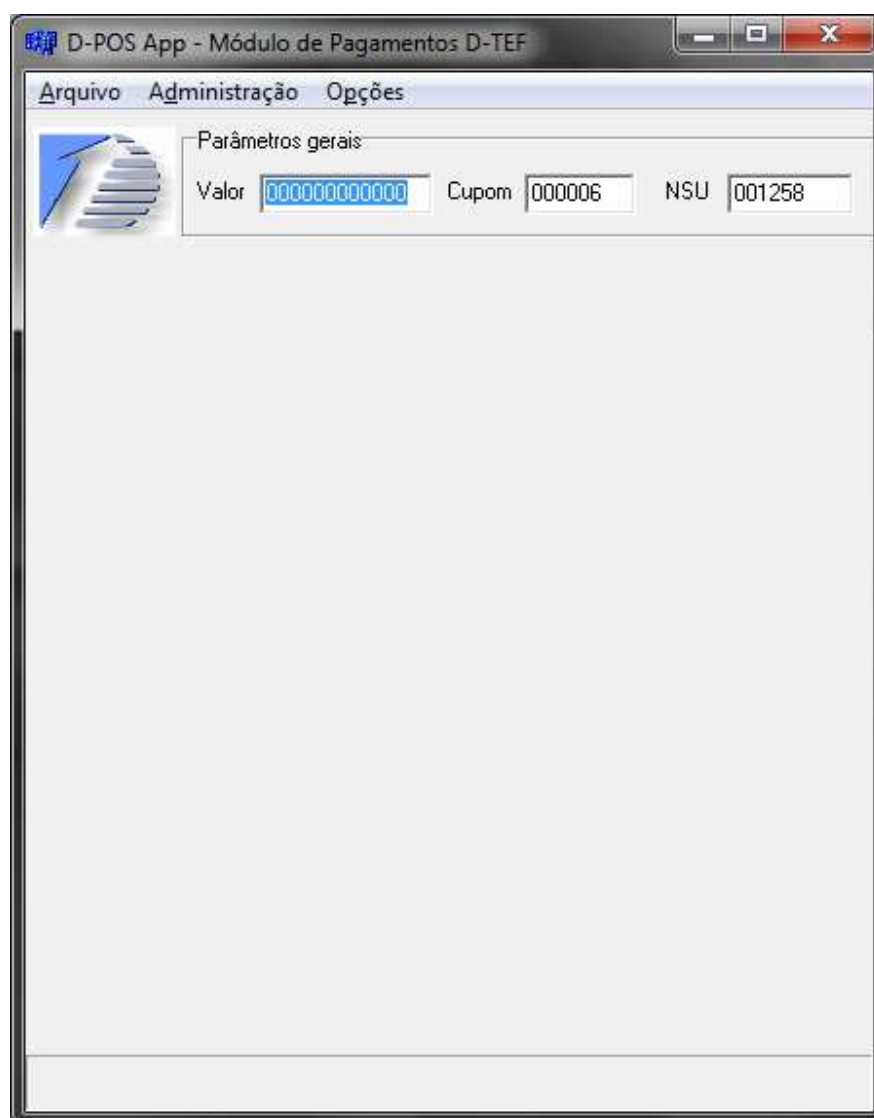 D-POS App - Módulo de Pagamentos D-TEF
Arquivo Administração Opções
Parâmetros gerais
Valor 000000000000 Cupom 000006 NSU 001258